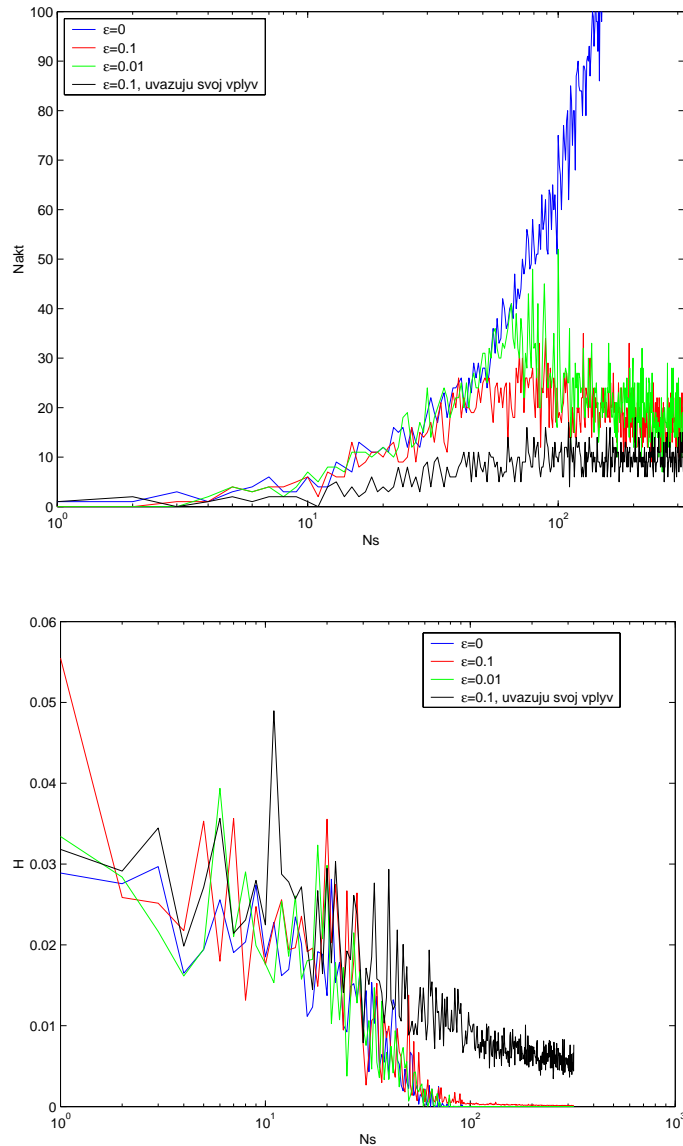 100
90
80
70
60
50
40
30
20
10
0
Nakt
ε=0
ε=0.1
ε=0.01
ε=0.1, uvazuju svoj vplyv
10^0
10^1
10^2
Ns
0.06
0.05
0.04
0.03
0.02
0.01
0
H
ε=0
ε=0.1
ε=0.01
ε=0.1, uvazuju svoj vplyv
10^0
10^1
10^2
10^3
Ns